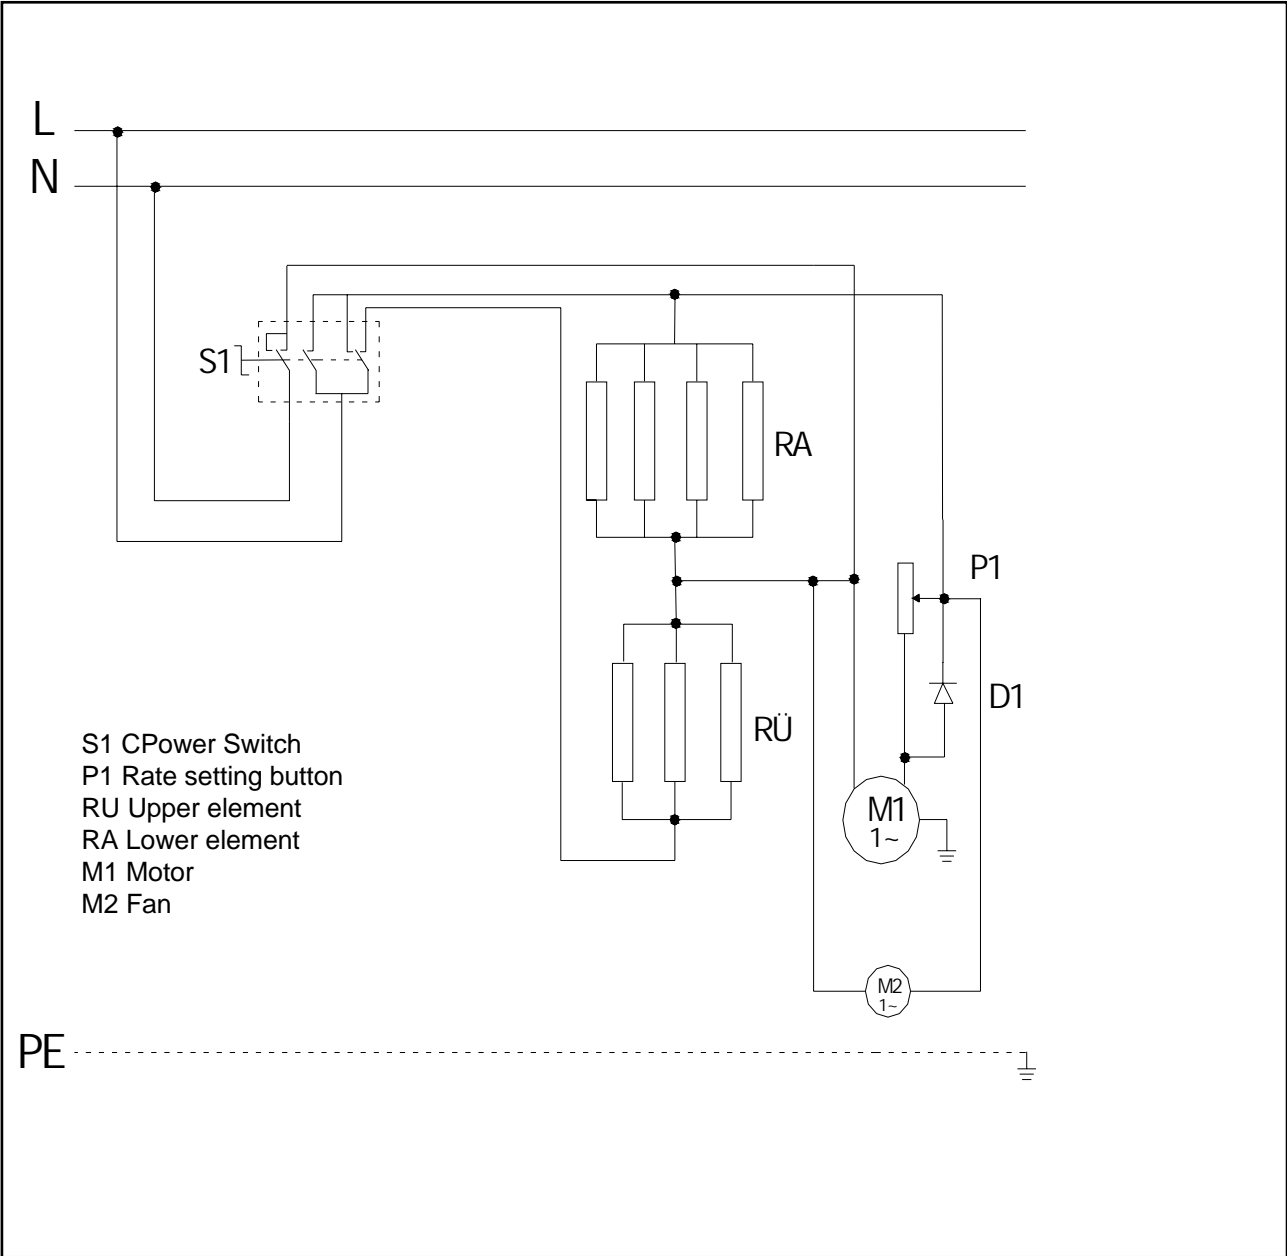 L
N
S1
RA
P1
D1
RÜ
S1 CPower Switch
P1 Rate setting button
RU Upper element
RA Lower element
M1 Motor
M2 Fan
M1
1~
M2
1~
PE